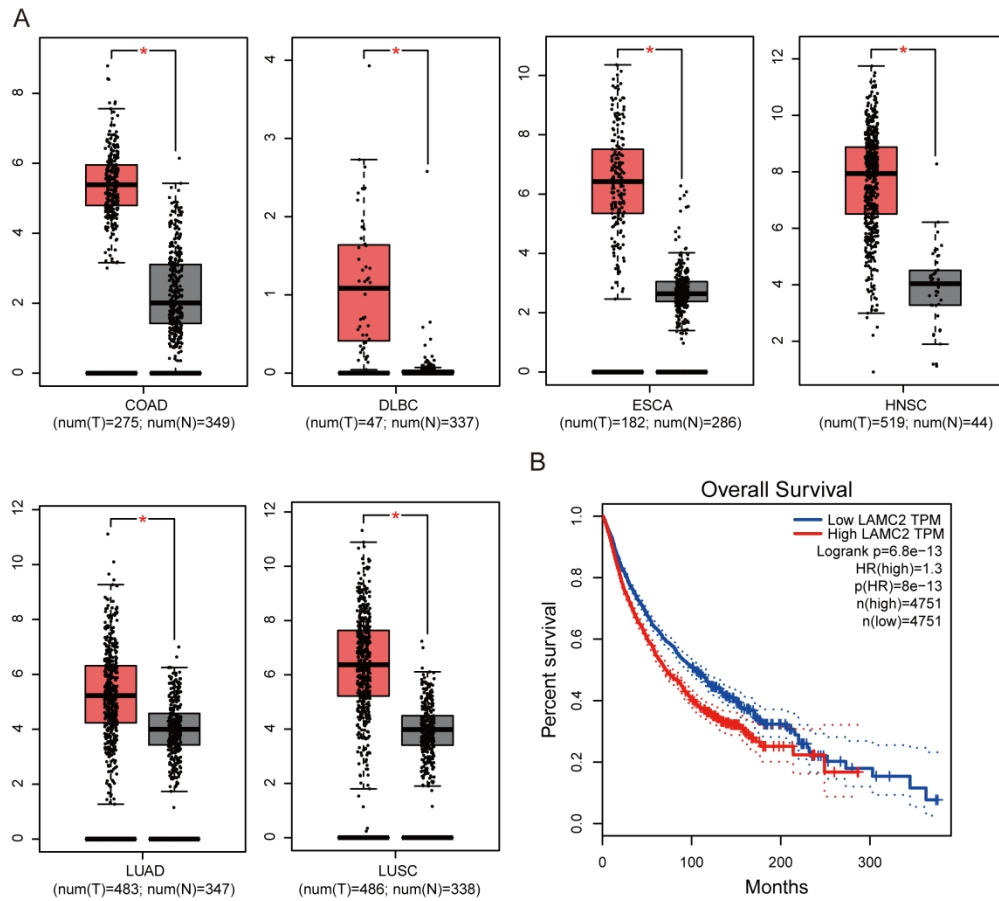 A
8
6
4
2
0
*
COAD
(num(T)=275; num(N)=349)
4
3
2
1
0
*
DLBC
(num(T)=47; num(N)=337)
10
8
6
4
2
0
*
ESCA
(num(T)=182; num(N)=286)
12
10
8
6
4
2
*
HNSC
(num(T)=519; num(N)=44)
12
10
8
6
4
2
0
*
LUAD
(num(T)=483; num(N)=347)
12
10
8
6
4
2
0
*
LUSC
(num(T)=486; num(N)=338)
B
Overall Survival
Low LAMC2 TPM
High LAMC2 TPM
Logrank p=6.8e-13
HR(high)=1.3
p(HR)=8e-13
n(high)=4751
n(low)=4751
Percent survival
1.0
0.8
0.6
0.4
0.2
0.0
0 100 200 300
Months